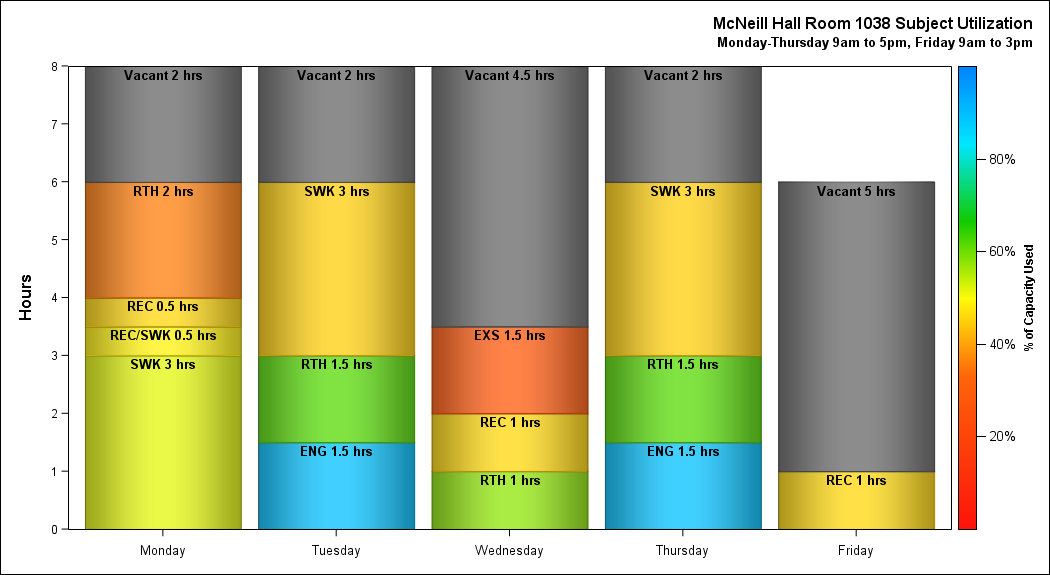 McNeill Hall Room 1038 Subject Utilization
Monday-Thursday 9am to 5pm, Friday 9am to 3pm
Hours
8
7
6
5
4
3
2
1
0
Vacant 2 hrs
RTH 2 hrs
REC 0.5 hrs
REC/SWK 0.5 hrs
SWK 3 hrs
Vacant 2 hrs
SWK 3 hrs
RTH 1.5 hrs
ENG 1.5 hrs
Vacant 4.5 hrs
EXS 1.5 hrs
REC 1 hrs
RTH 1 hrs
Vacant 2 hrs
SWK 3 hrs
RTH 1.5 hrs
ENG 1.5 hrs
Vacant 5 hrs
REC 1 hrs
Monday
Tuesday
Wednesday
Thursday
Friday
80%
60%
40%
20%
% of Capacity Used